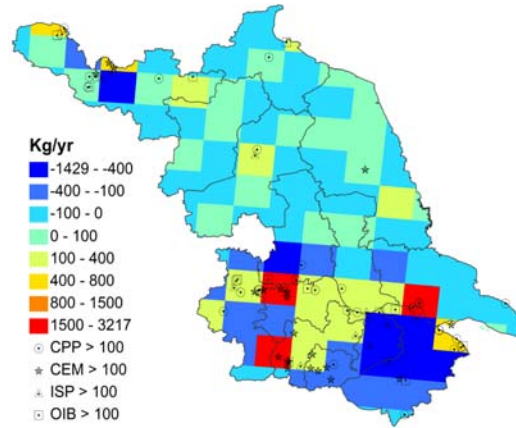 Kg/yr
-1429 - -400
-400 - -100
-100 - 0
0 - 100
100 - 400
400 - 800
800 - 1500
1500 - 3217
CPP > 100
CEM > 100
ISP > 100
OIB > 100